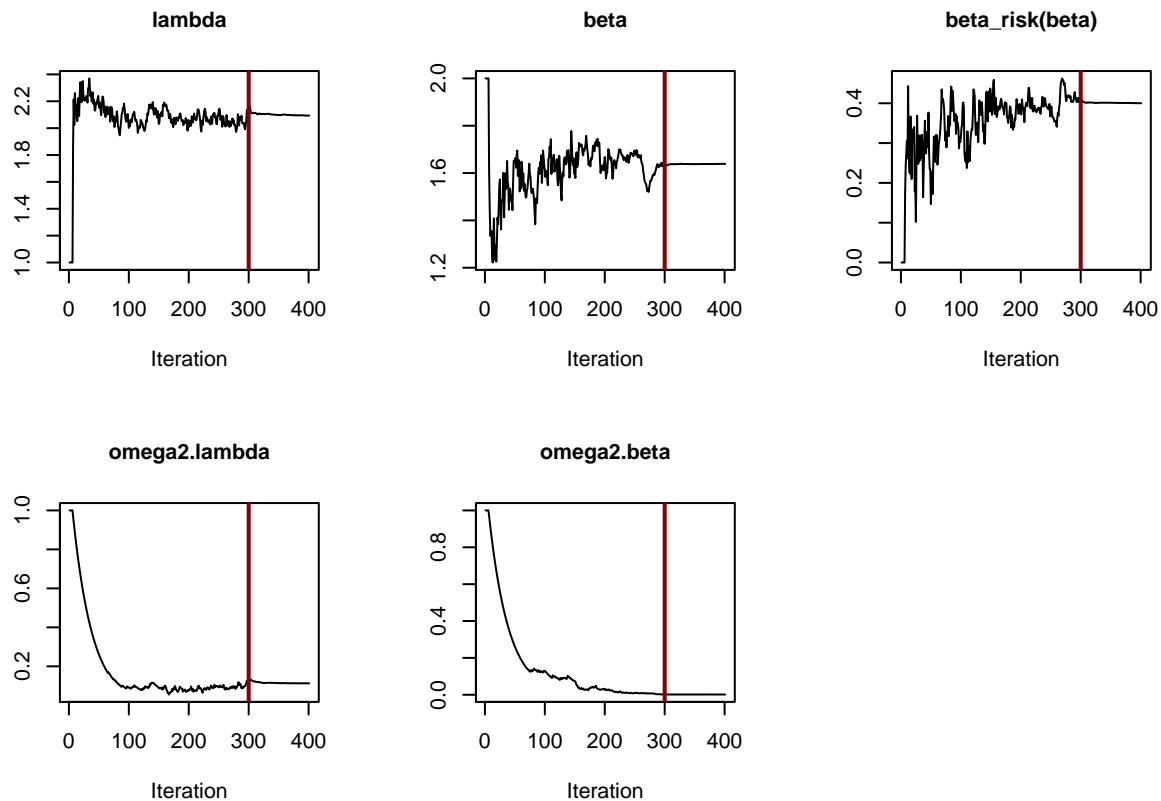 lambda
beta
beta_risk(beta)
1.0 1.4 1.8 2.2
1.2 1.6 2.0
0.0 0.2 0.4
0 100 200 300 400
0 100 200 300 400
0 100 200 300 400
Iteration
Iteration
Iteration
omega2.lambda
omega2.beta
0.2 0.6 1.0
0.0 0.4 0.8
0 100 200 300 400
0 100 200 300 400
Iteration
Iteration